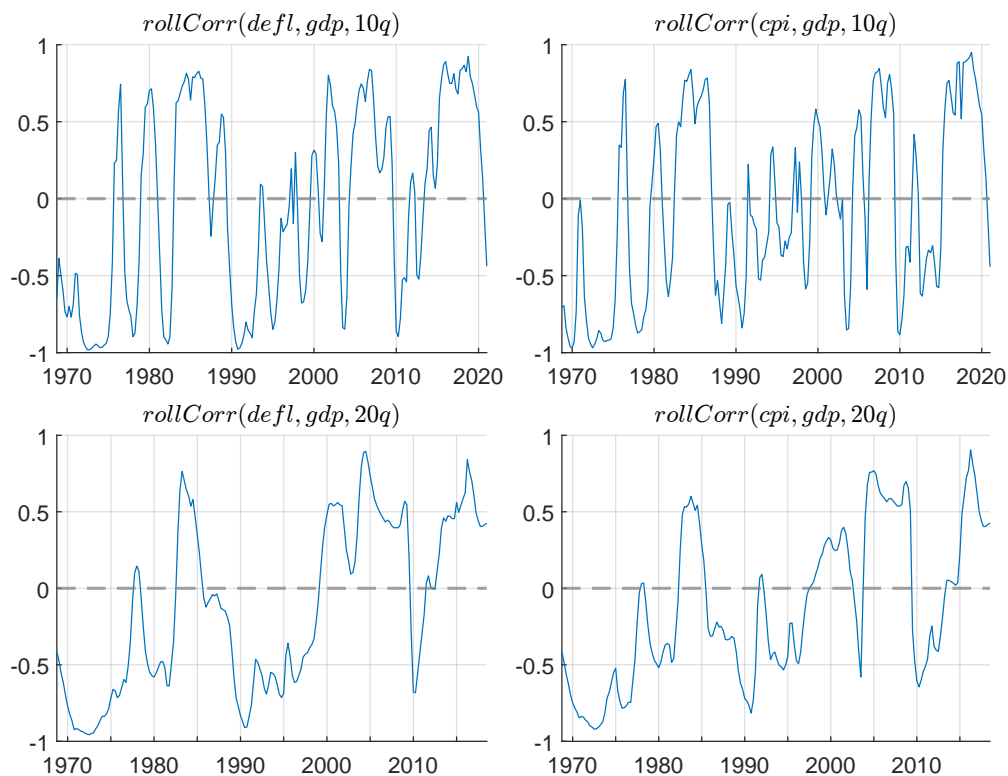 rollCorr(defl, gdp, 10q)
1
0.5
0
-0.5
-1
1970 1980 1990 2000 2010 2020
rollCorr(cpi, gdp, 10q)
1
0.5
0
-0.5
-1
1970 1980 1990 2000 2010 2020
rollCorr(defl, gdp, 20q)
1
0.5
0
-0.5
-1
1970 1980 1990 2000 2010
rollCorr(cpi, gdp, 20q)
1
0.5
0
-0.5
-1
1970 1980 1990 2000 2010